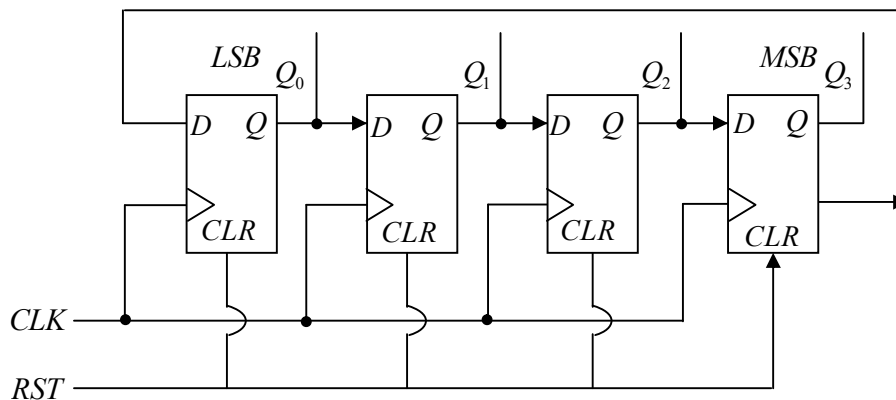 LSB
MSB
Q0
Q1
Q2
Q3
D Q
D Q
D Q
D Q
CLR
CLR
CLR
CLR
CLK
RST